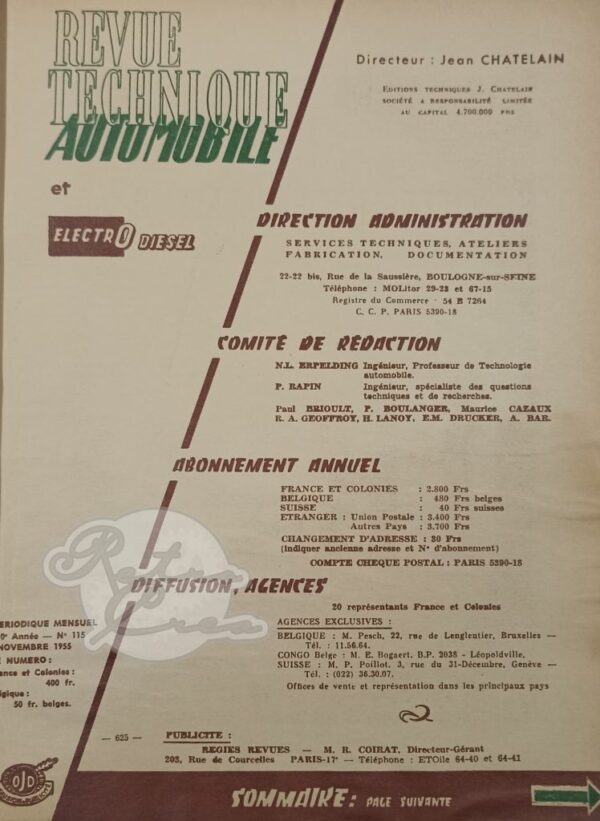 REVUE
TECHNIQUE
AUTOMOBILE
et
ELECTRO DIESEL
Directeur : Jean CHATELAIN
EDITIONS TECHNIQUES J. CHATELAIN
SOCIÉTÉ A RESPONSABILITÉ LIMITÉE
AU CAPITAL 4.700.000 FRS
DIRECTION ADMINISTRATION
SERVICES TECHNIQUES, ATELIERS
FABRICATION, DOCUMENTATION
22-22 bis, Rue de la Saussière, BOULOGNE-sur-SEINE
Téléphone : MOLitor 29-28 et 67-15
Registre du Commerce · 54 B 7264
C. C. P. PARIS 5390-18
COMITÉ DE RÉDACTION
N.L. ERPELDING Ingénieur, Professeur de Technologie
automobile.
P. RAPIN Ingénieur, spécialiste des questions
techniques et de recherches.
Paul BRIOULT, P. BOULANGER, Maurice CAZAUX
R. A. GEOFFROY, H. LANOY, E.M. DRUCKER, A. BAR.
ABONNEMENT ANNUEL
FRANCE ET COLONIES : 2.800 Frs
BELGIQUE : 480 Frs belges
SUISSE : 40 Frs suisses
ETRANGER : Union Postale : 3.400 Frs
Autres Pays : 3.700 Frs
CHANGEMENT D'ADRESSE : 30 Frs
(indiquer ancienne adresse et N° d'abonnement)
COMPTE CHEQUE POSTAL : PARIS 5390-18
DIFFUSION, AGENCES
20 représentants France et Colonies
AGENCES EXCLUSIVES :
BELGIQUE : M. Pesch, 22, rue de Lenglentier, Bruxelles —
Tél. : 11.56.64.
CONGO Belge : M. E. Bogaert, B.P. 2038 - Léopoldville.
SUISSE : M. P. Poillot, 3, rue du 31-Décembre, Genève —
Tél. : (022) 36.30.07.
Offices de vente et représentation dans les principaux pays
Retro
Crea
ERIODIQUE MENSUEL
0e Année — N° 115
NOVEMBRE 1955
NUMERO :
ance et Colonies :
400 fr.
lgique :
50 fr. belges.
— 625 —
PUBLICITE :
REGIES REVUES — M. R. COIRAT, Directeur-Gérant
203, Rue de Courcelles PARIS-17e — Téléphone : ETOile 64-40 et 64-41
OJD
SOMMAIRE : PAGE SUIVANTE